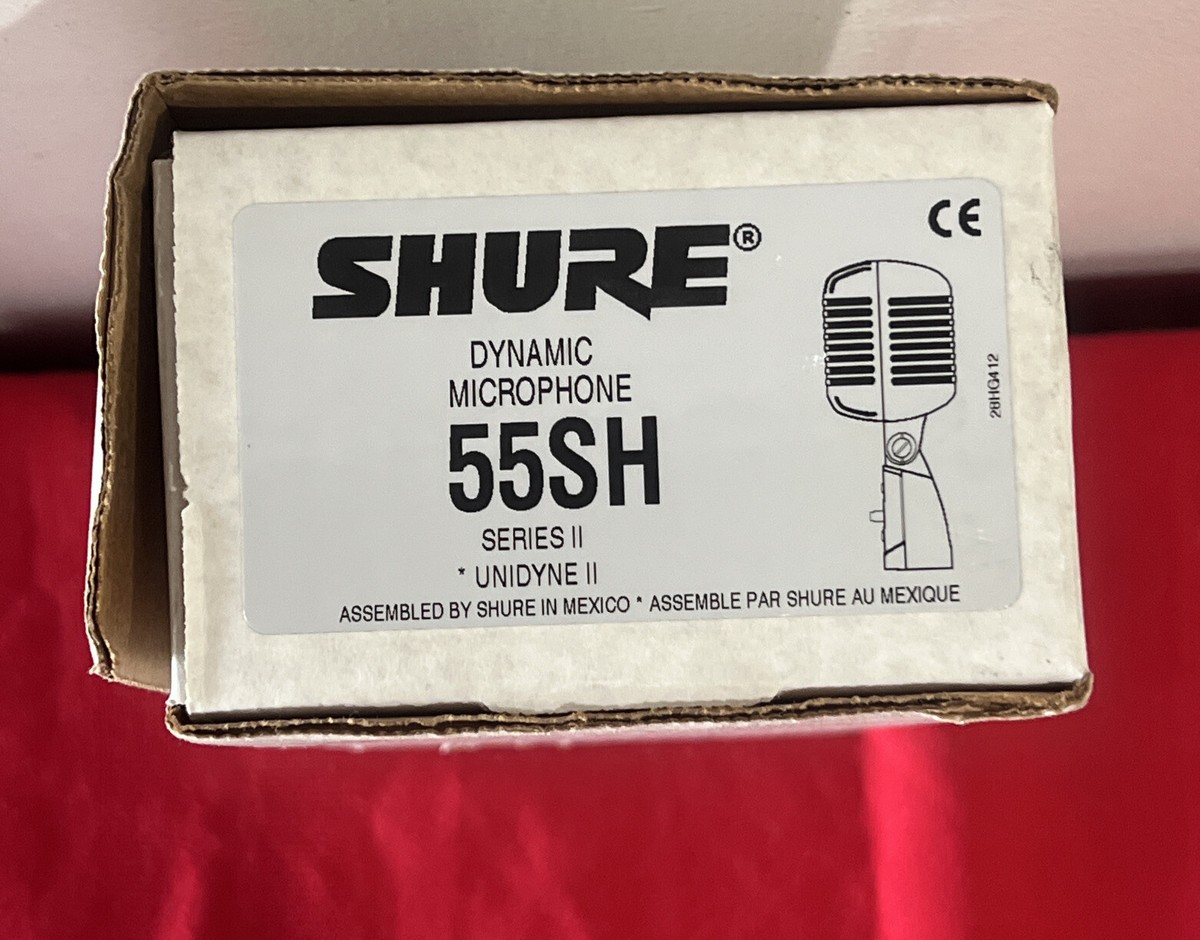 SHURE®
CE
DYNAMIC
MICROPHONE
55SH
SERIES II
* UNIDYNE II
ASSEMBLED BY SHURE IN MEXICO * ASSEMBLE PAR SHURE AU MEXIQUE
28HG412